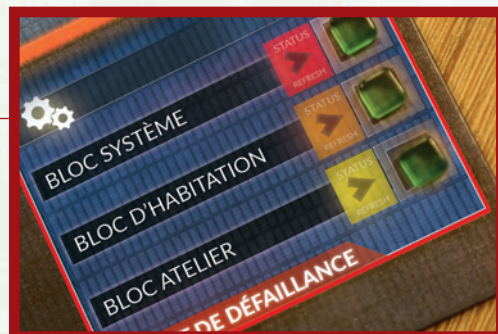 STATUS
REFRESH
BLOC SYSTÈME
STATUS
REFRESH
BLOC D'HABITATION
STATUS
REFRESH
BLOC ATELIER
DE DÉFAILLANCE